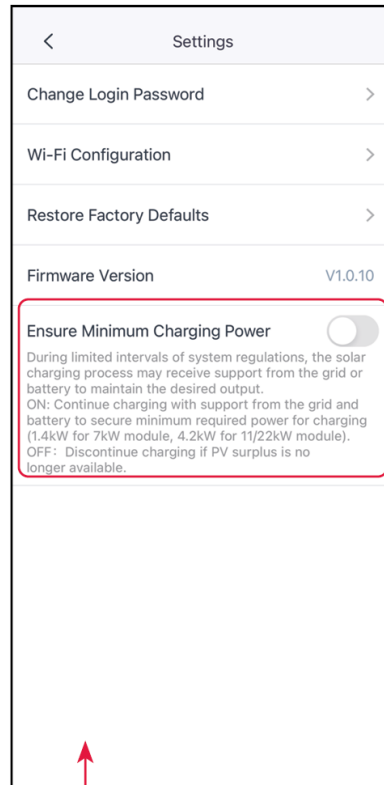 Settings
Change Login Password
Wi-Fi Configuration
Restore Factory Defaults
Firmware Version V1.0.10
Ensure Minimum Charging Power
During limited intervals of system regulations, the solar
charging process may receive support from the grid or
battery to maintain the desired output.
ON: Continue charging with support from the grid and
battery to secure minimum required power for charging
(1.4kW for 7kW module, 4.2kW for 11/22kW module).
OFF: Discontinue charging if PV surplus is no
longer available.